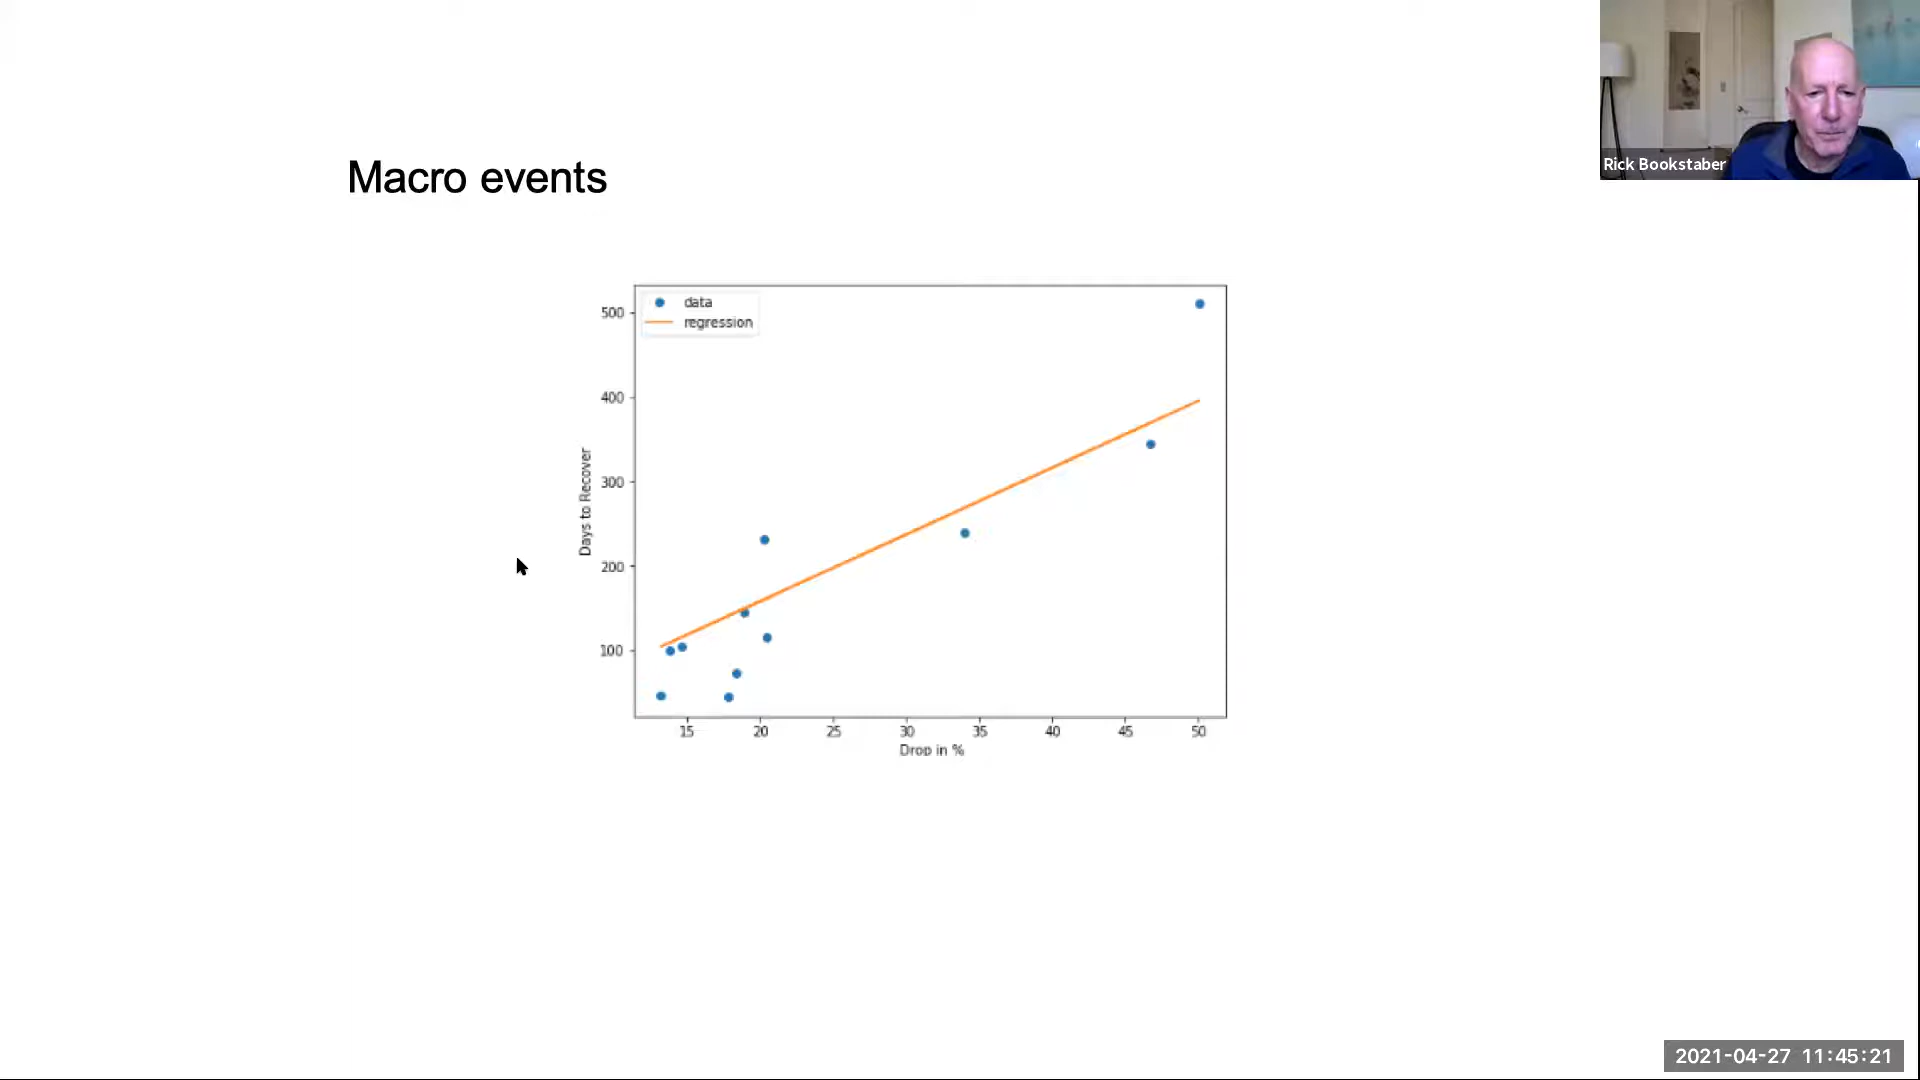 Rick Bookstaber
Macro events
data
regression
500
400
300
200
100
Days to Recover
15 20 25 30 35 40 45 50
Drop in %
2021-04-27 11:45:21